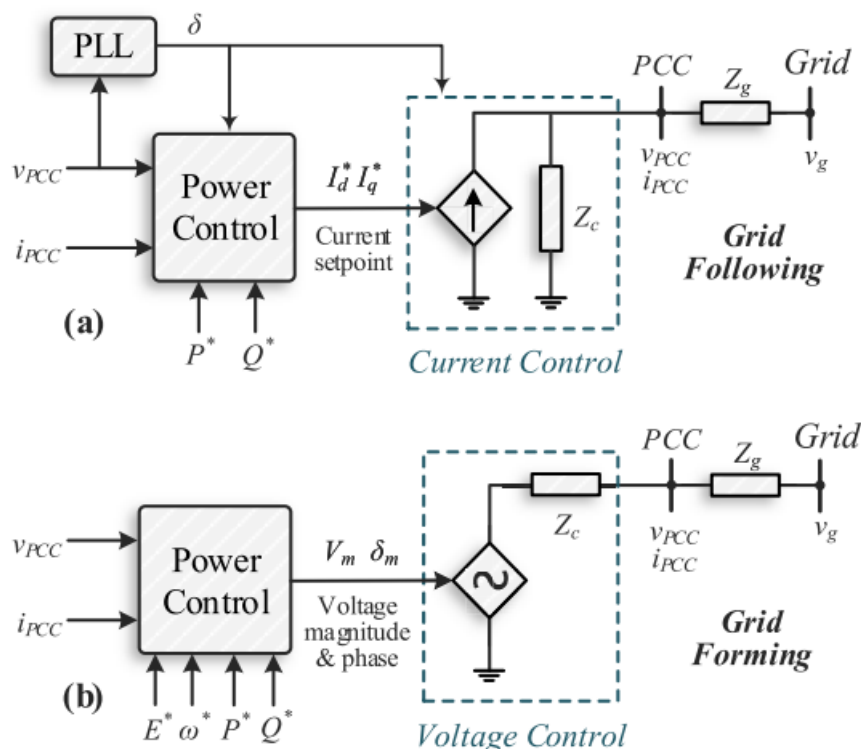 PLL
δ
v_PCC
i_PCC
Power
Control
I_d^* I_q^*
Current
setpoint
Z_c
PCC
v_PCC
i_PCC
Z_g
Grid
v_g
Grid
Following
(a)
P^* Q^*
Current Control
v_PCC
i_PCC
Power
Control
V_m δ_m
Voltage
magnitude
& phase
Z_c
PCC
v_PCC
i_PCC
Z_g
Grid
v_g
Grid
Forming
(b)
E^* ω^* P^* Q^*
Voltage Control